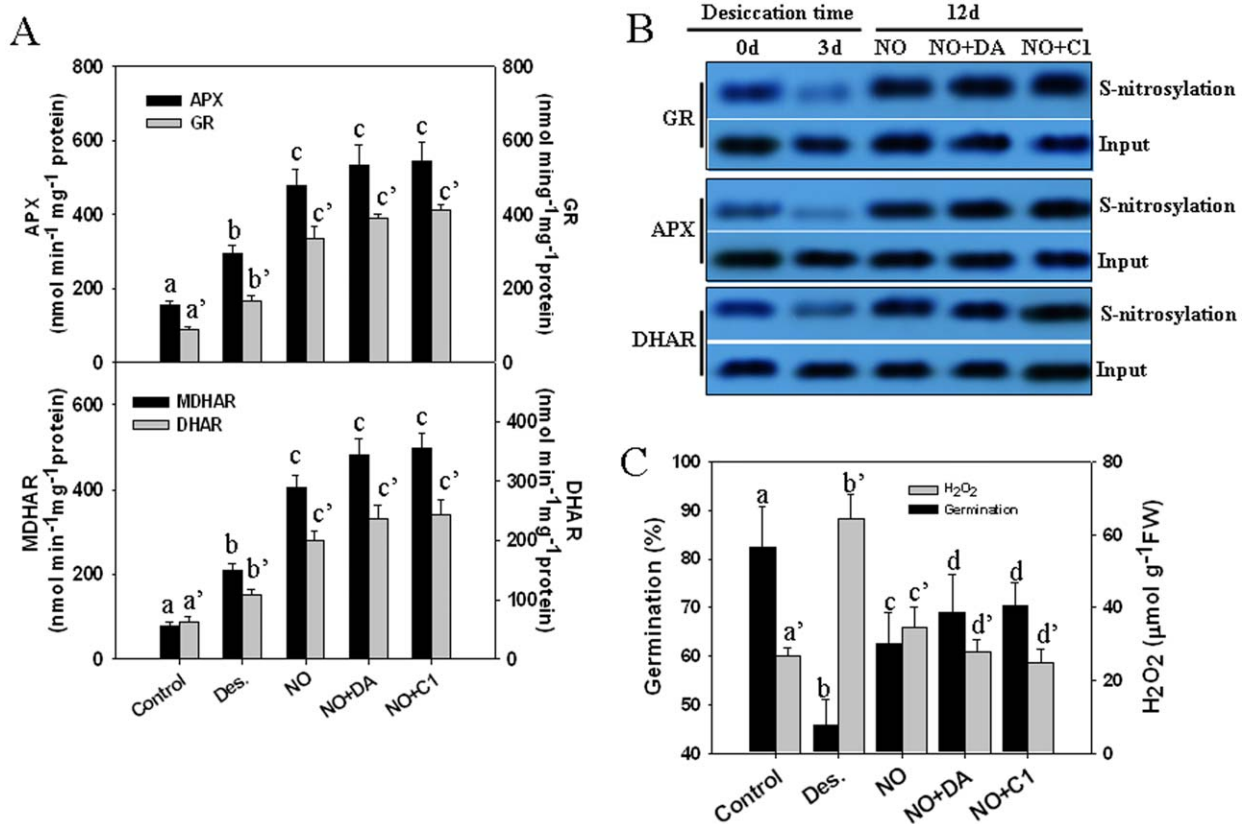 A
800
600
400
200
0
APX
(nmol min-1 mg-1 protein)
APX
GR
a
a’
b
b’
c
c’
c
c’
c
c’
800
600
400
200
0
GR
(nmol ming-1mg-1protein)
600
400
200
0
MDHAR
(nmol min-1mg-1protein)
MDHAR
DHAR
a
a’
b
b’
c
c’
c
c’
c
c’
400
300
200
100
0
DHAR
(nmol min-1mg-1protein)
Control
Des.
NO
NO+DA
NO+C1
B
Desiccation time
12d
0d
3d
NO
NO+DA
NO+C1
GR
S-nitrosylation
Input
APX
S-nitrosylation
Input
DHAR
S-nitrosylation
Input
C
100
90
80
70
60
50
40
Germination (%)
H2O2
Germination
a
a’
b
b’
c
c’
d
d’
d
d’
80
60
40
20
0
H2O2 (μmol g-1FW)
Control
Des.
NO
NO+DA
NO+C1